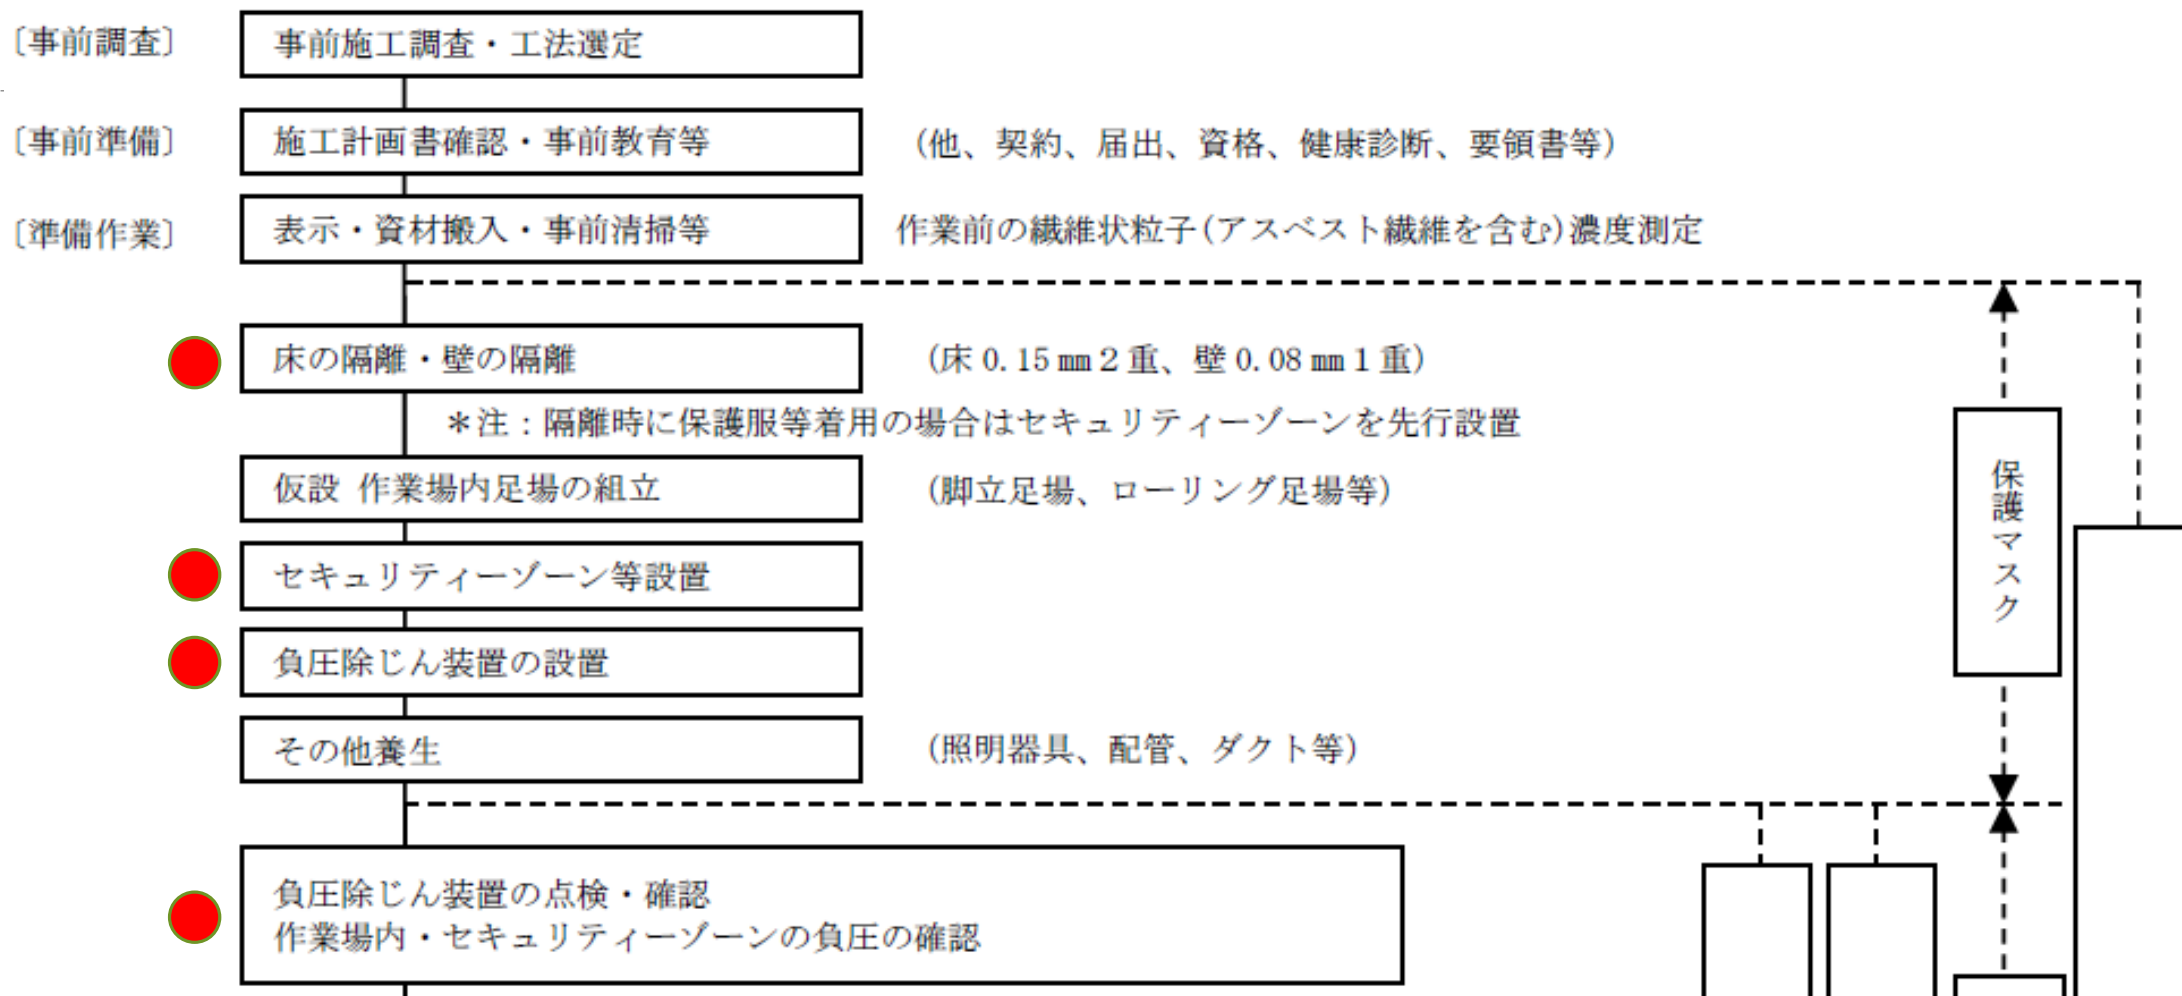 〔事前調査〕 事前施工調査・工法選定
〔事前準備〕 施工計画書確認・事前教育等 (他、契約、届出、資格、健康診断、要領書等)
〔準備作業〕 表示・資材搬入・事前清掃等 作業前の繊維状粒子(アスベスト繊維を含む)濃度測定
床の隔離・壁の隔離 (床 0.15 ㎜ 2 重、壁 0.08 ㎜ 1 重)
＊注：隔離時に保護服等着用の場合はセキュリティーゾーンを先行設置
仮設 作業場内足場の組立 (脚立足場、ローリング足場等)
セキュリティーゾーン等設置
負圧除じん装置の設置
その他養生 (照明器具、配管、ダクト等)
負圧除じん装置の点検・確認
作業場内・セキュリティーゾーンの負圧の確認
保護マスク